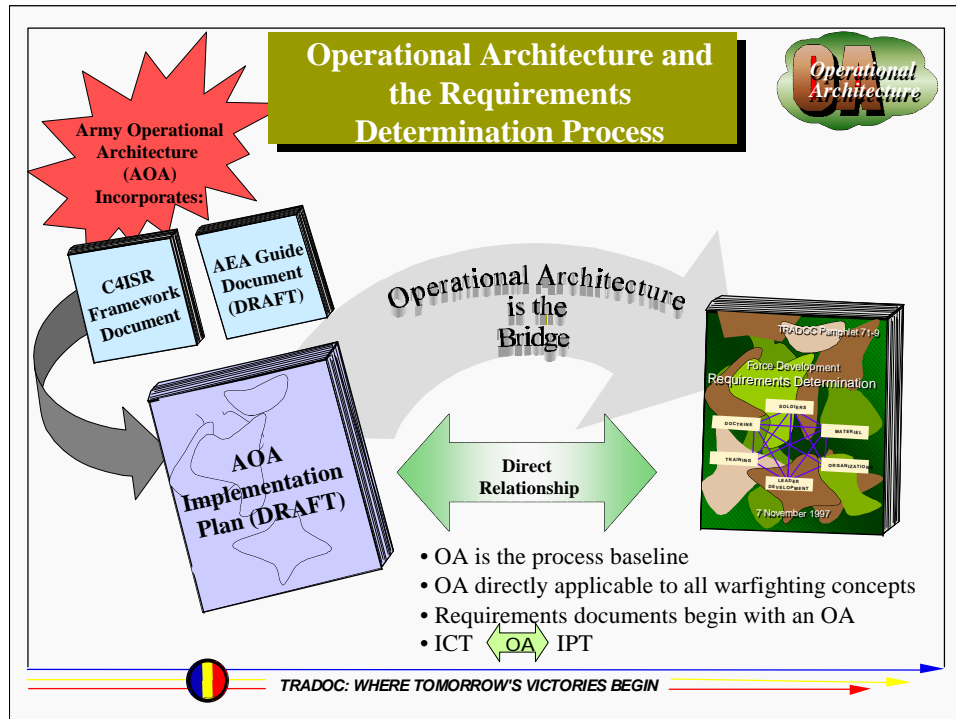 Operational Architecture and
the Requirements
Determination Process
OA
Operational
Architecture
Army Operational
Architecture
(AOA)
Incorporates:
C4ISR
Framework
Document
AEA Guide
Document
(DRAFT)
Operational Architecture
is the
Bridge
TRADOC Pamphlet 71-9
Force Development
Requirements Determination
SOLDIERS
DOCTRINE
MATERIEL
TRAINING
ORGANIZATIONS
LEADER
DEVELOPMENT
7 November 1997
AOA
Implementation
Plan (DRAFT)
Direct
Relationship
• OA is the process baseline
• OA directly applicable to all warfighting concepts
• Requirements documents begin with an OA
• ICT OA IPT
TRADOC: WHERE TOMORROW'S VICTORIES BEGIN